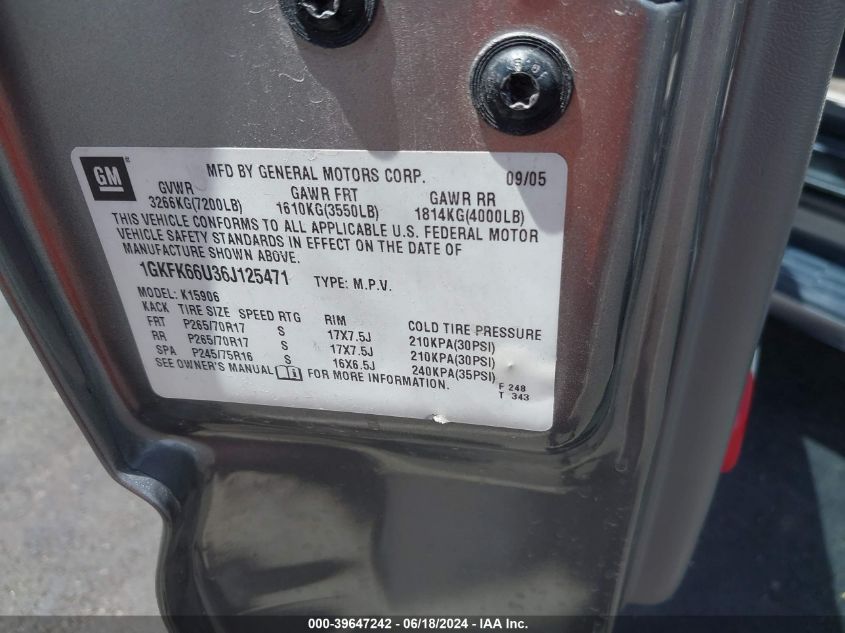 GM
MFD BY GENERAL MOTORS CORP. 09/05
GVWR GAWR FRT GAWR RR
3266KG(7200LB) 1610KG(3550LB) 1814KG(4000LB)
THIS VEHICLE CONFORMS TO ALL APPLICABLE U.S. FEDERAL MOTOR
VEHICLE SAFETY STANDARDS IN EFFECT ON THE DATE OF
MANUFACTURE SHOWN ABOVE.
1GKFK66U36J125471 TYPE: M.P.V.
MODEL: K15906
KACK TIRE SIZE SPEED RTG RIM COLD TIRE PRESSURE
FRT P265/70R17 S 17X7.5J 210KPA(30PSI)
RR P265/70R17 S 17X7.5J 210KPA(30PSI)
SPA P245/75R16 S 16X6.5J 240KPA(35PSI)
SEE OWNER'S MANUAL FOR MORE INFORMATION.
F 248
T 343
000-39647242 - 06/18/2024 - IAA Inc.